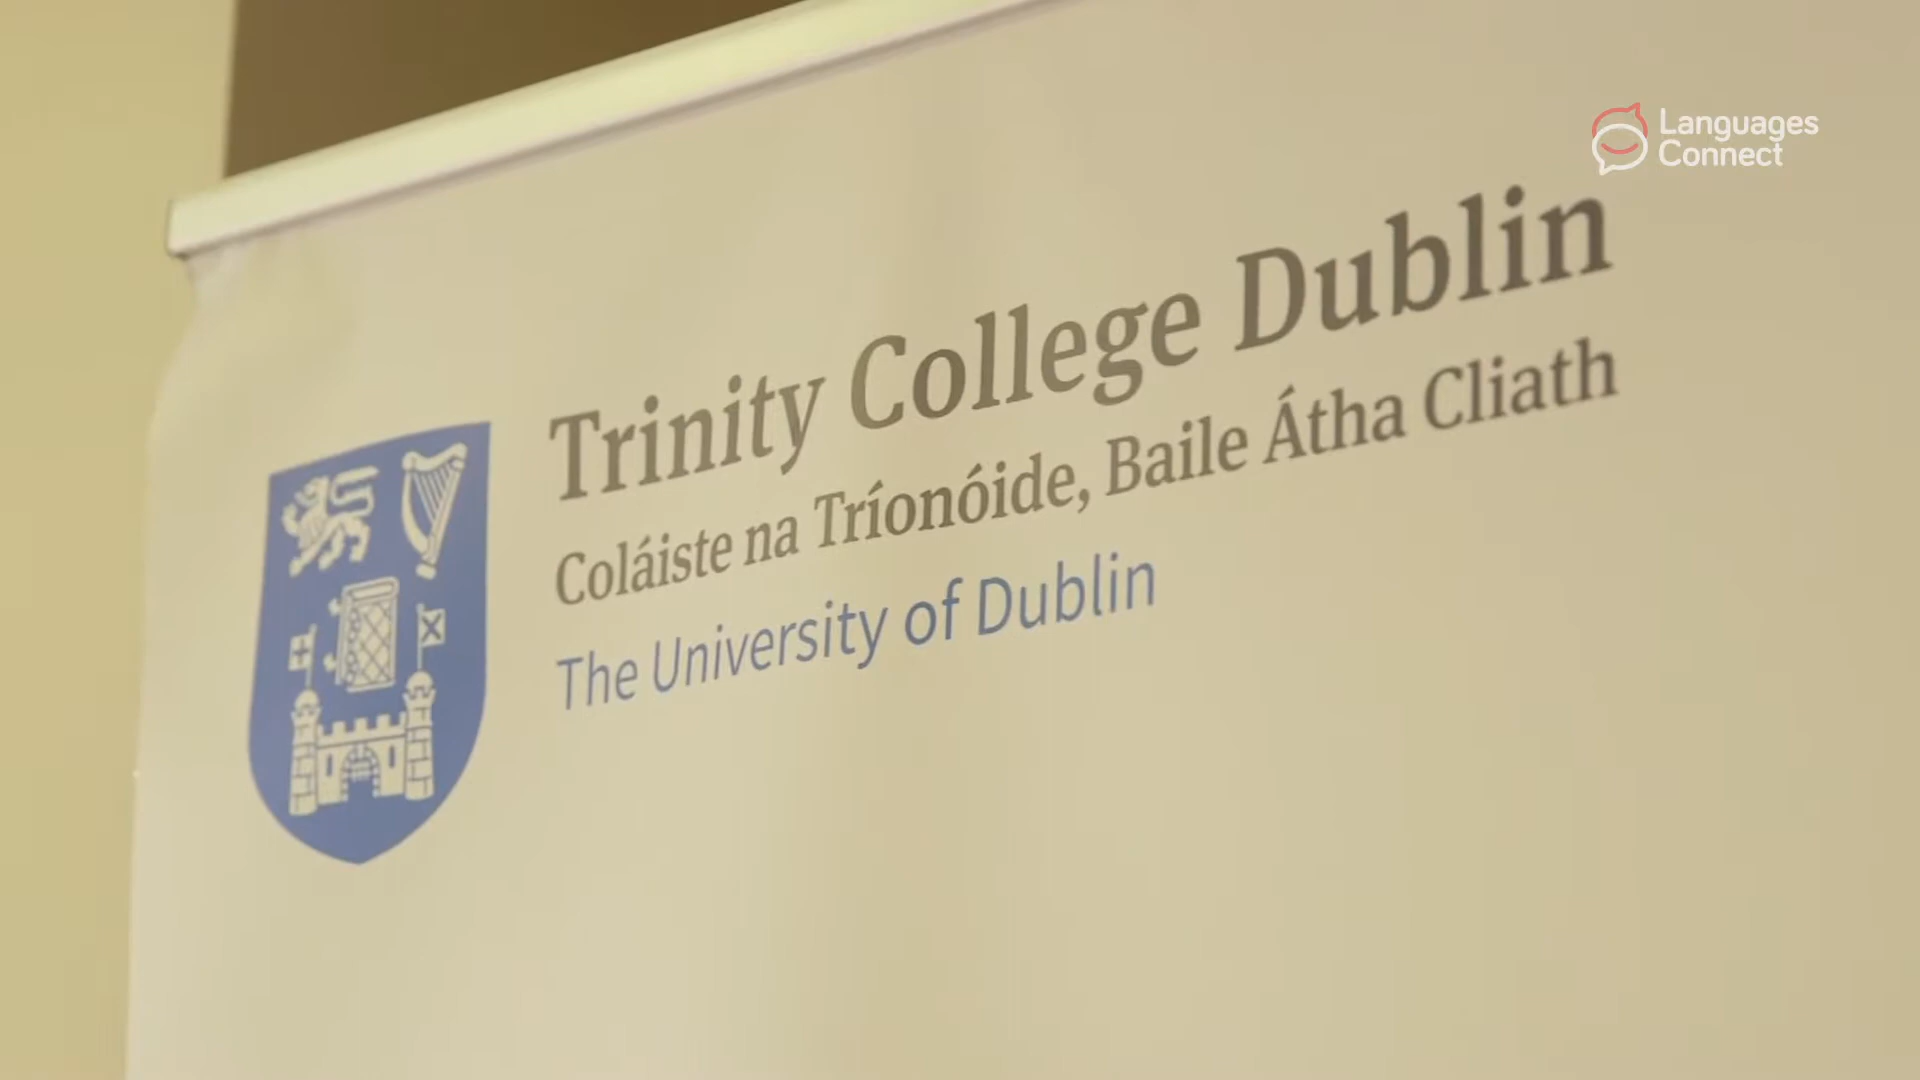 Languages
Connect
Trinity College Dublin
Coláiste na Tríonóide, Baile Átha Cliath
The University of Dublin